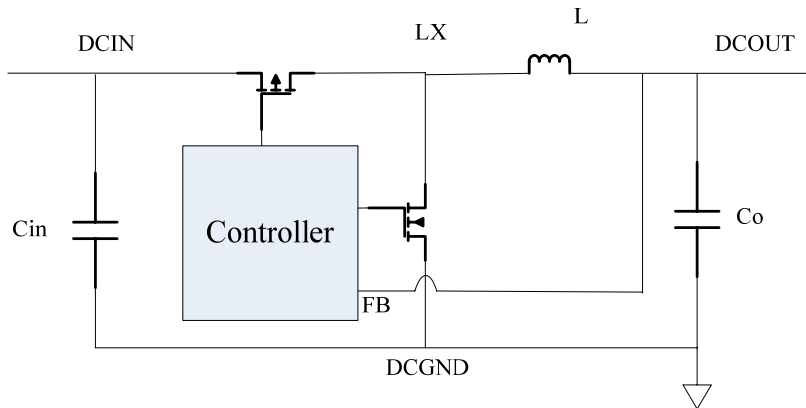 DCIN
LX
L
DCOUT
Cin
Controller
Co
FB
DCGND